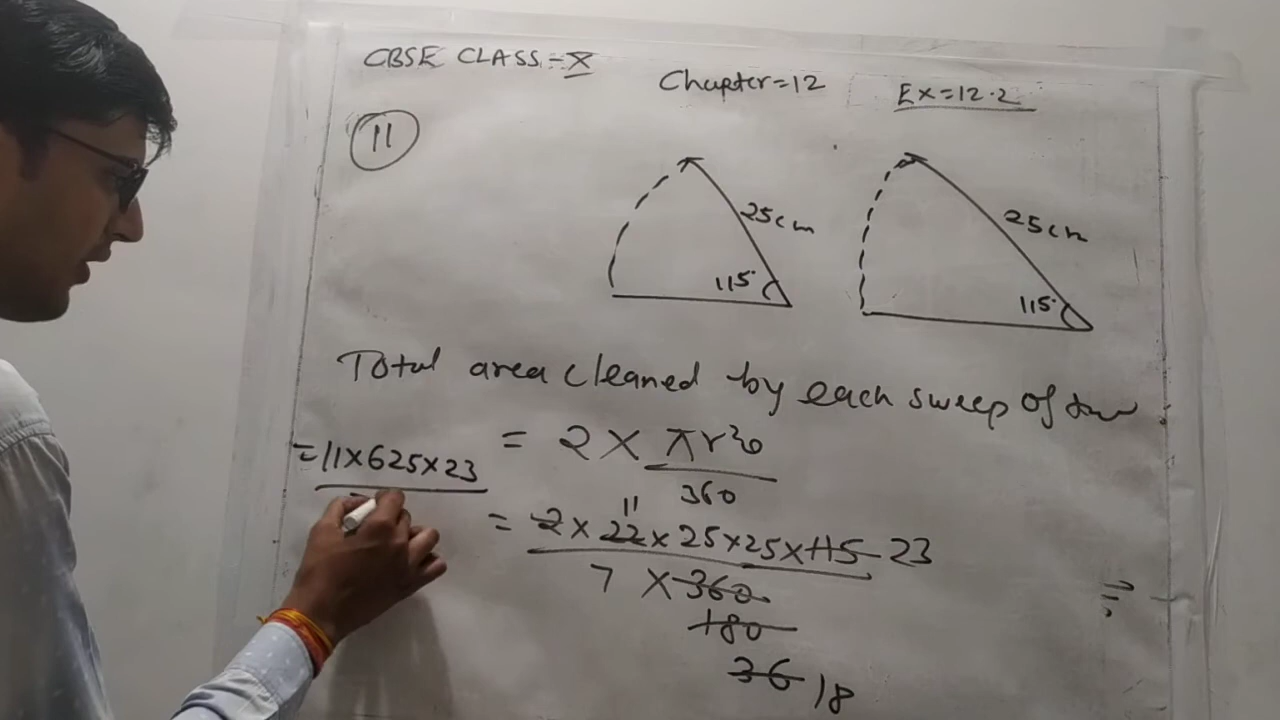 CBSE CLASS-X
Chapter=12
Ex=12.2
11
25cm
115°
25cm
115°
Total area cleaned by each sweep of
= 2 × πr²θ
360
= 11×625×23
= 2 × 22 × 25 × 25 × 115 23
11
7 × 360
180
36 18